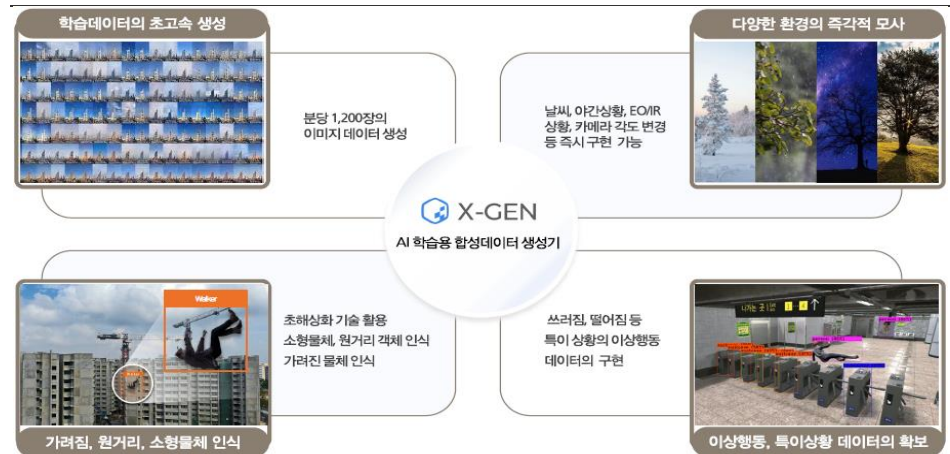 학습데이터의 초고속 생성
분당 1,200장의
이미지 데이터 생성
다양한 환경의 즉각적 모사
날씨, 야간상황, EO/IR
상황, 카메라 각도 변경
등 즉시 구현 가능
X-GEN
AI 학습용 합성데이터 생성기
Walker
초해상화 기술 활용
소형물체, 원거리 객체 인식
가려진 물체 인식
가려짐, 원거리, 소형물체 인식
쓰러짐, 떨어짐 등
특이 상황의 이상행동
데이터의 구현
나가는 곳
이상행동, 특이상황 데이터의 확보